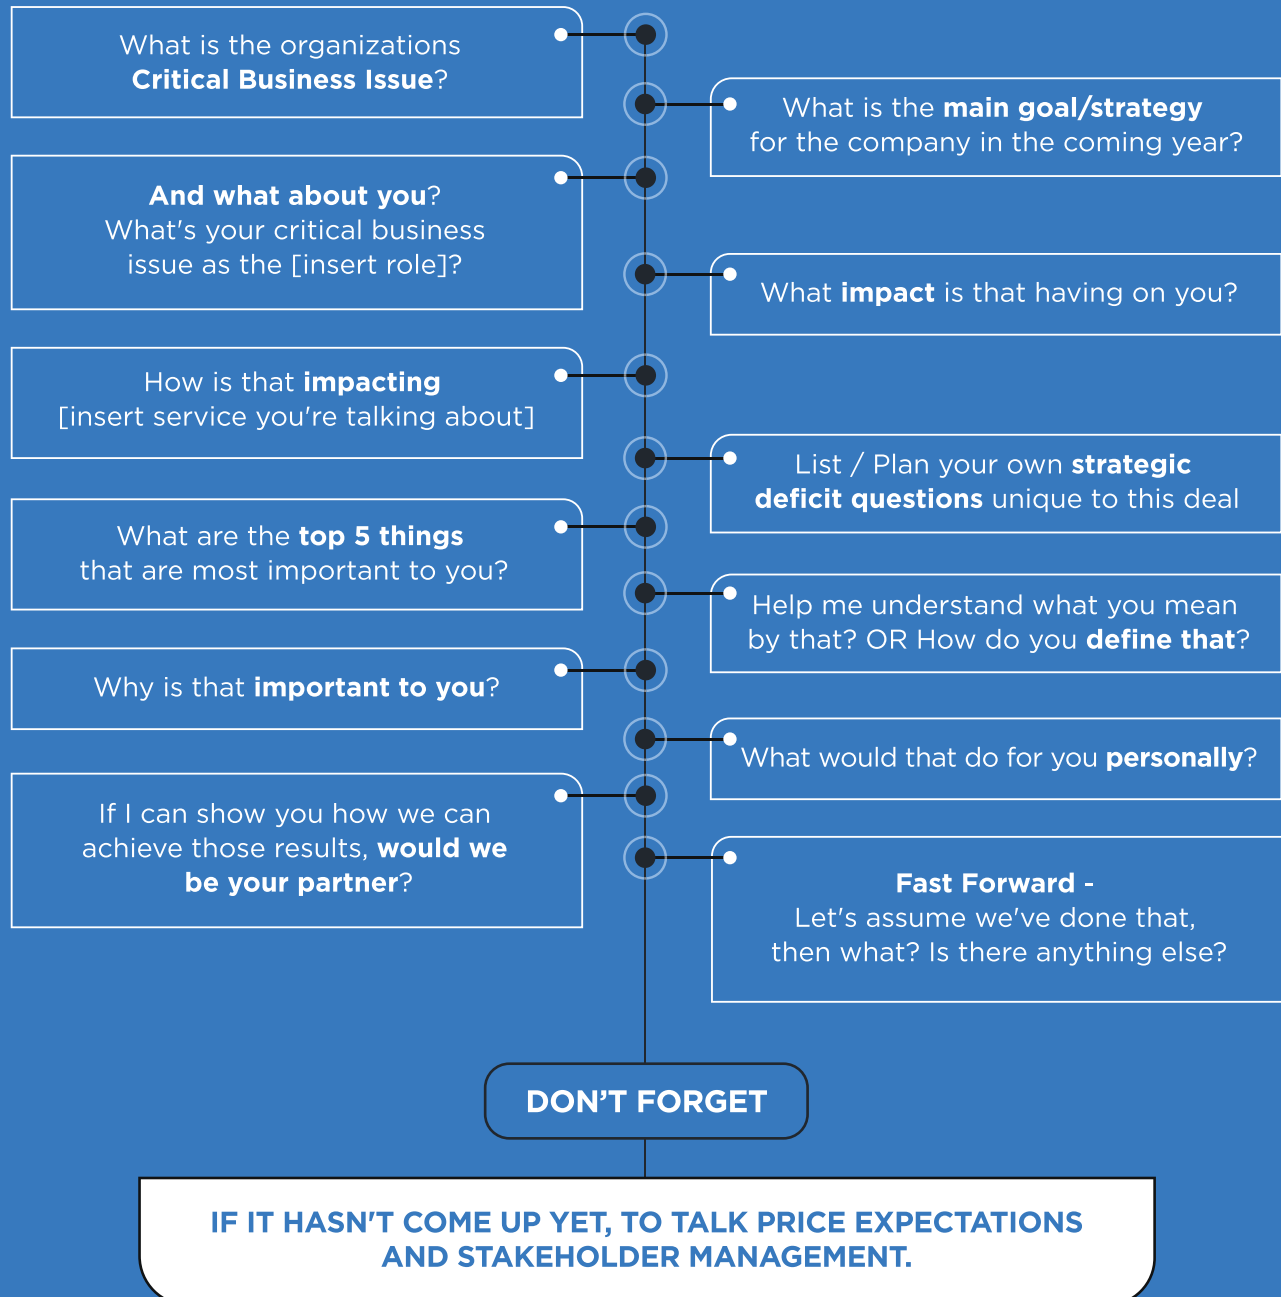 What is the organizations
Critical Business Issue?
What is the main goal/strategy
for the company in the coming year?
And what about you?
What's your critical business
issue as the [insert role]?
What impact is that having on you?
How is that impacting
[insert service you're talking about]
List / Plan your own strategic
deficit questions unique to this deal
What are the top 5 things
that are most important to you?
Help me understand what you mean
by that? OR How do you define that?
Why is that important to you?
What would that do for you personally?
If I can show you how we can
achieve those results, would we
be your partner?
Fast Forward -
Let's assume we've done that,
then what? Is there anything else?
DON’T FORGET
IF IT HASN'T COME UP YET, TO TALK PRICE EXPECTATIONS
AND STAKEHOLDER MANAGEMENT.